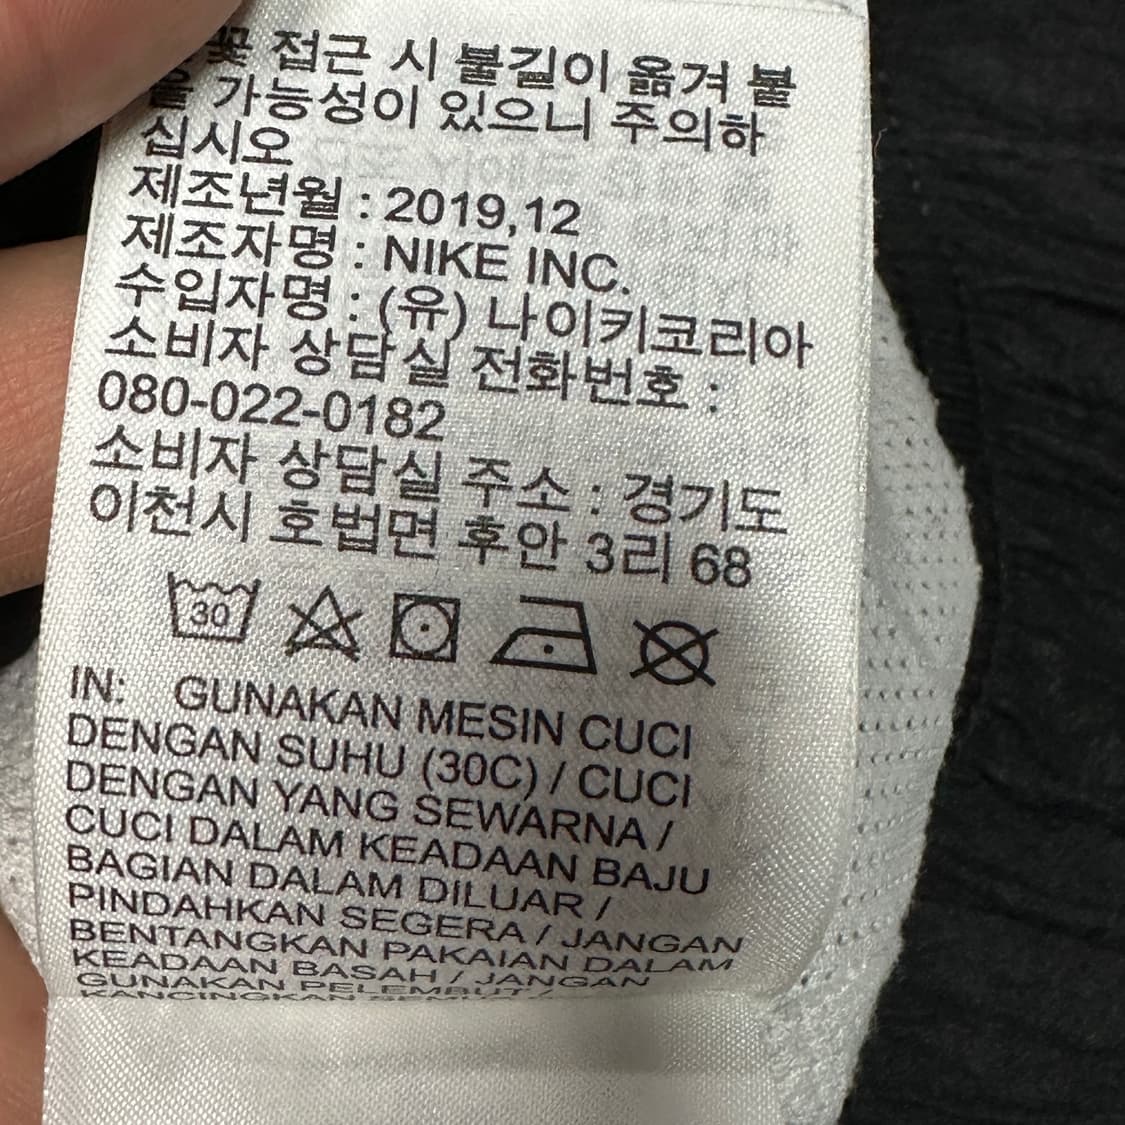 꽃 접근 시 불길이 옮겨 붙
을 가능성이 있으니 주의하
십시오
제조년월 : 2019,12
제조자명 : NIKE INC.
수입자명 : (유) 나이키코리아
소비자 상담실 전화번호 :
080-022-0182
소비자 상담실 주소 : 경기도
이천시 호법면 후안 3리 68
30
IN: GUNAKAN MESIN CUCI
DENGAN SUHU (30C) / CUCI
DENGAN YANG SEWARNA /
CUCI DALAM KEADAAN BAJU
BAGIAN DALAM DILUAR /
PINDAHKAN SEGERA / JANGAN
BENTANGKAN PAKAIAN DALAM
KEADAAN BASAH / JANGAN
GUNAKAN PELEMBUT /